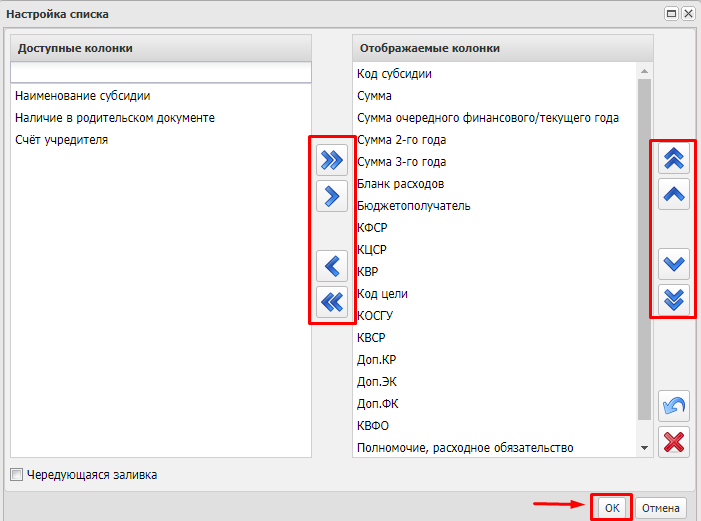 Настройка списка
Доступные колонки
Наименование субсидии
Наличие в родительском документе
Счёт учредителя
Отображаемые колонки
Код субсидии
Сумма
Сумма очередного финансового/текущего года
Сумма 2-го года
Сумма 3-го года
Бланк расходов
Бюджетополучатель
КФСР
КЦСР
КВР
Код цели
КОСГУ
КВСР
Доп.КР
Доп.ЭК
Доп.ФК
КВФО
Полномочие, расходное обязательство
Чередующаяся заливка
ОК
Отмена